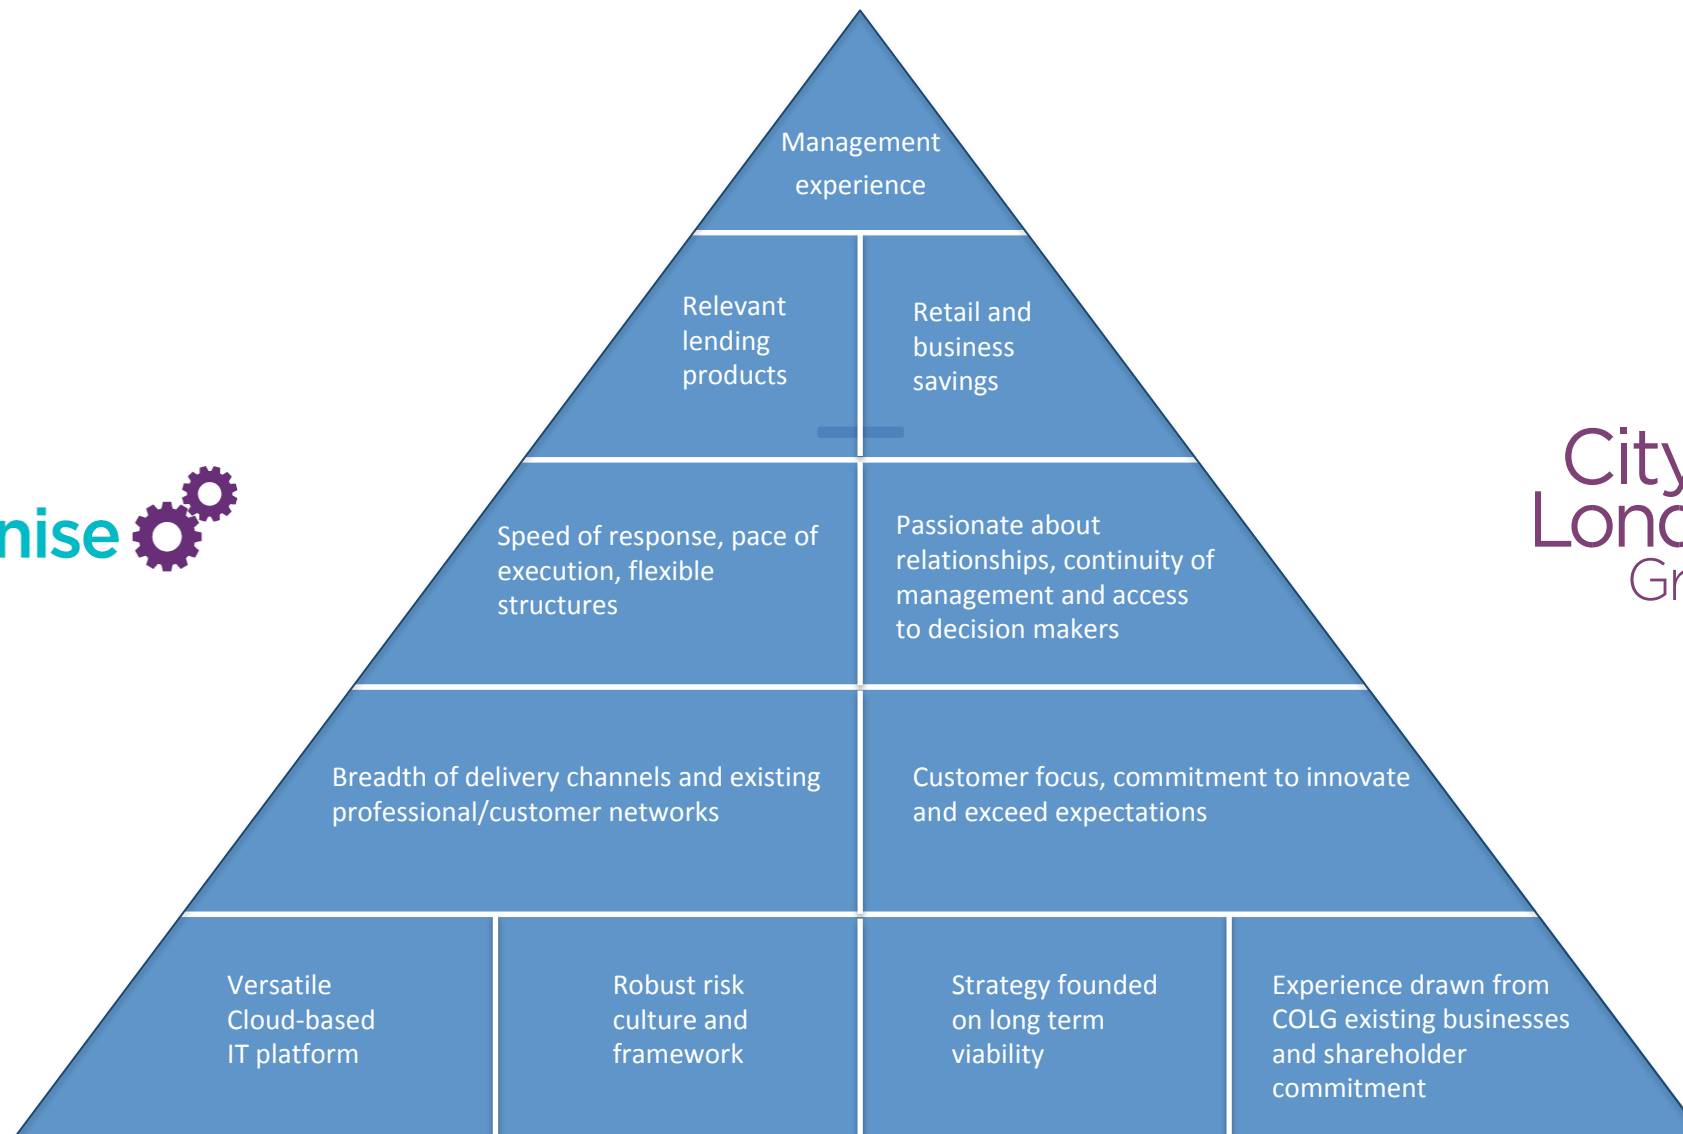 Management
experience
Relevant
lending
products
Retail and
business
savings
nise
City
Lond
Gr
Speed of response, pace of
execution, flexible
structures
Passionate about
relationships, continuity of
management and access
to decision makers
Breadth of delivery channels and existing
professional/customer networks
Customer focus, commitment to innovate
and exceed expectations
Versatile
Cloud-based
IT platform
Robust risk
culture and
framework
Strategy founded
on long term
viability
Experience drawn from
COLG existing businesses
and shareholder
commitment